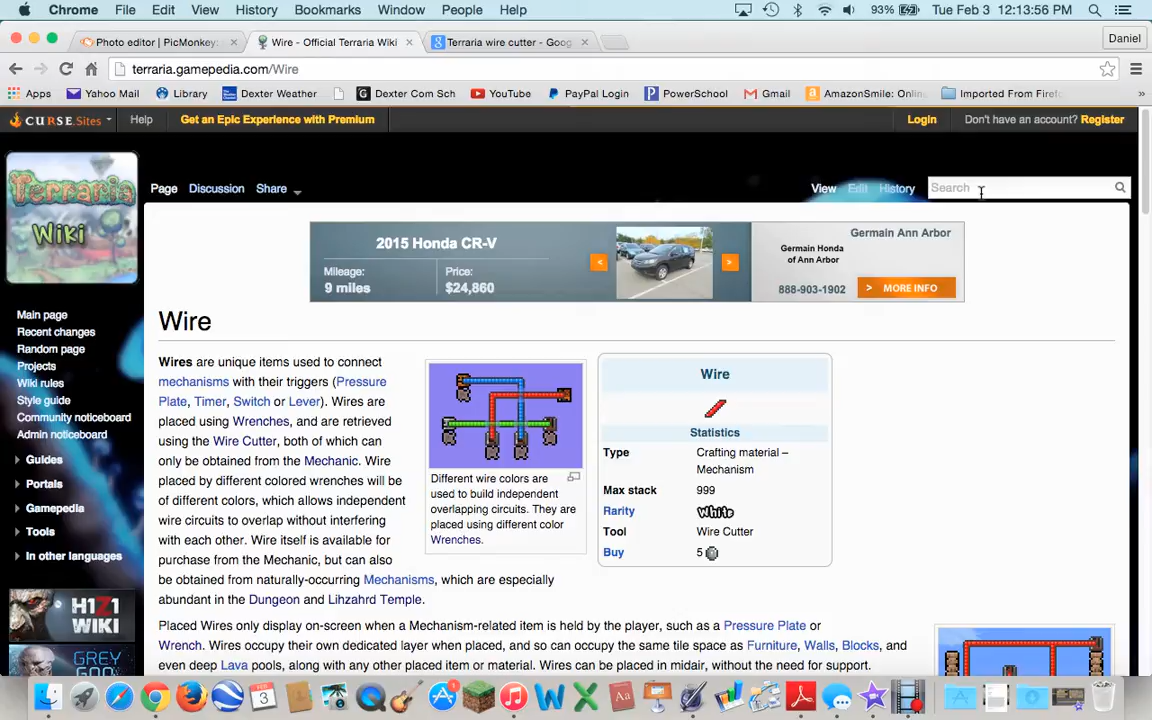 Chrome File Edit View History Bookmarks Window People Help 93% Tue Feb 3 12:13:56 PM
Photo editor | PicMonkey: Wire - Official Terraria Wiki Terraria wire cutter - Goog Daniel
terraria.gamepedia.com/Wire
Apps Yahoo Mail Library Dexter Weather Dexter Com Sch YouTube PayPal Login PowerSchool Gmail AmazonSmile: Onlin Imported From Firef »
CURSE.Sites Help Get an Epic Experience with Premium Login Don't have an account? Register
Terraria
Wiki
Page Discussion Share View Edit History Search
2015 Honda CR-V
Mileage: Price:
9 miles $24,860
< >
Germain Ann Arbor
Germain Honda
of Ann Arbor
888-903-1902 > MORE INFO
Main page
Recent changes
Random page
Projects
Wiki rules
Style guide
Community noticeboard
Admin noticeboard
Guides
Portals
Gamepedia
Tools
In other languages
H1Z1
WIKI
GREY
GOO
Wire
Wires are unique items used to connect
mechanisms with their triggers (Pressure
Plate, Timer, Switch or Lever). Wires are
placed using Wrenches, and are retrieved
using the Wire Cutter, both of which can
only be obtained from the Mechanic. Wire
placed by different colored wrenches will be
of different colors, which allows independent
wire circuits to overlap without interfering
with each other. Wire itself is available for
purchase from the Mechanic, but can also
be obtained from naturally-occurring Mechanisms, which are especially
abundant in the Dungeon and Lihzahrd Temple.
Different wire colors are
used to build independent
overlapping circuits. They are
placed using different color
Wrenches.
Wire
Statistics
Type Crafting material –
Mechanism
Max stack 999
Rarity White
Tool Wire Cutter
Buy 5
Placed Wires only display on-screen when a Mechanism-related item is held by the player, such as a Pressure Plate or
Wrench. Wires occupy their own dedicated layer when placed, and so can occupy the same tile space as Furniture, Walls, Blocks,
even deep Lava pools, along with any other placed item or material. Wires can be placed in midair, without the need for support.
FEB
3
1